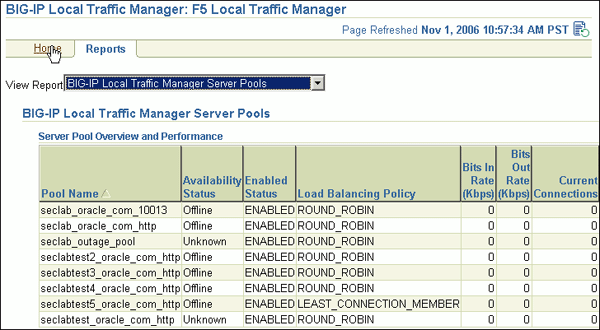 BIG-IP Local Traffic Manager: F5 Local Traffic Manager
Page Refreshed Nov 1, 2006 10:57:34 AM PST
Home Reports
View Report BIG-IP Local Traffic Manager Server Pools
BIG-IP Local Traffic Manager Server Pools
Server Pool Overview and Performance
Pool Name Availability Status Enabled Status Load Balancing Policy Bits In Rate (Kbps) Bits Out Rate (Kbps) Current Connections
seclab_oracle_com_10013 Offline ENABLED ROUND_ROBIN 0 0 0
seclab_oracle_com_http Offline ENABLED ROUND_ROBIN 0 0 0
seclab_outage_pool Unknown ENABLED ROUND_ROBIN 0 0 0
seclabtest2_oracle_com_http Offline ENABLED ROUND_ROBIN 0 0 0
seclabtest3_oracle_com_http Offline ENABLED ROUND_ROBIN 0 0 0
seclabtest4_oracle_com_http Offline ENABLED ROUND_ROBIN 0 0 0
seclabtest5_oracle_com_http Offline ENABLED LEAST_CONNECTION_MEMBER 0 0 0
seclabtest_oracle_com_http Unknown ENABLED ROUND_ROBIN 0 0 0